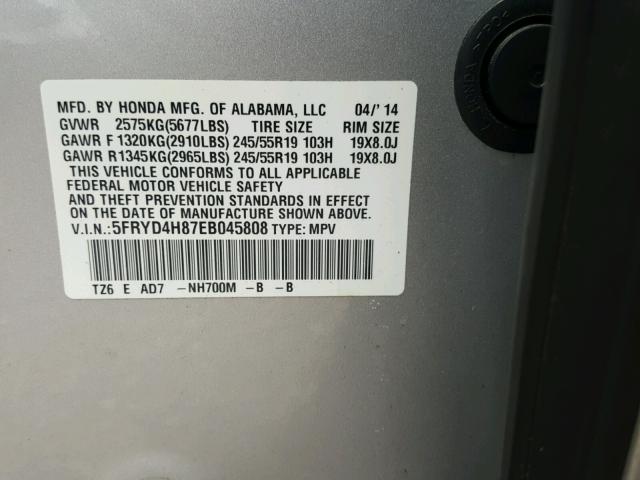 MFD. BY HONDA MFG. OF ALABAMA, LLC 04/' 14
GVWR 2575KG(5677LBS) TIRE SIZE RIM SIZE
GAWR F 1320KG(2910LBS) 245/55R19 103H 19X8.0J
GAWR R1345KG(2965LBS) 245/55R19 103H 19X8.0J
THIS VEHICLE CONFORMS TO ALL APPLICABLE
FEDERAL MOTOR VEHICLE SAFETY
AND THEFT PREVENTION STANDARDS IN EFFECT
ON THE DATE OF MANUFACTURE SHOWN ABOVE.
V.I.N.:5FRYD4H87EB045808 TYPE: MPV
TZ6 E AD7 -NH700M -B -B
HONDA